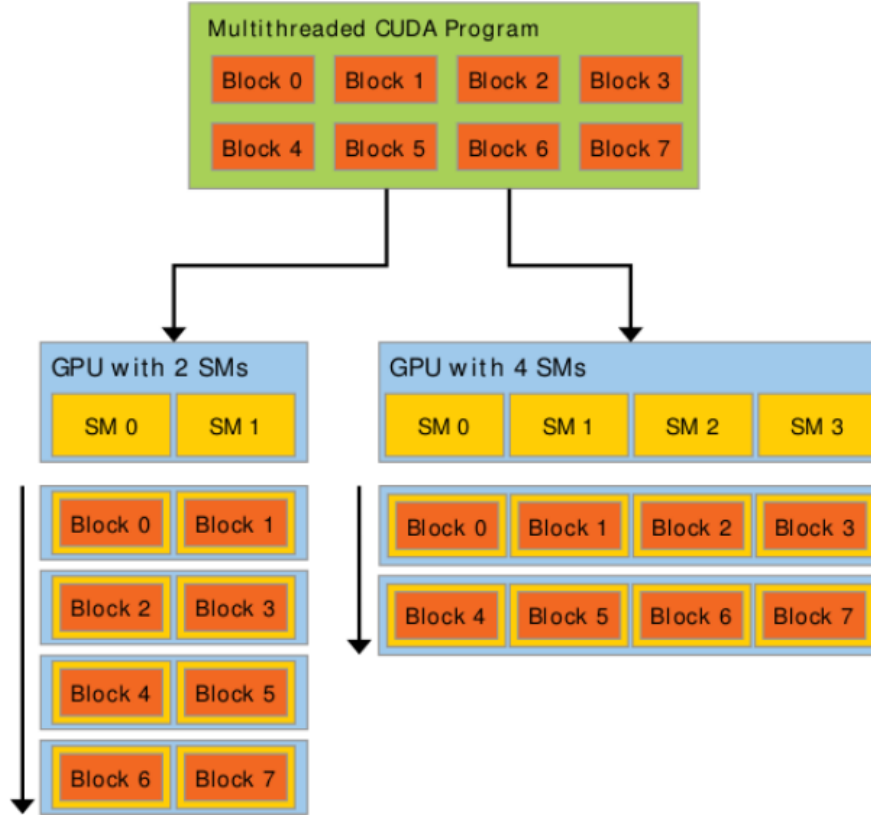 Multithreaded CUDA Program
Block 0 Block 1 Block 2 Block 3
Block 4 Block 5 Block 6 Block 7
GPU with 2 SMs
SM 0 SM 1
Block 0 Block 1
Block 2 Block 3
Block 4 Block 5
Block 6 Block 7
GPU with 4 SMs
SM 0 SM 1 SM 2 SM 3
Block 0 Block 1 Block 2 Block 3
Block 4 Block 5 Block 6 Block 7